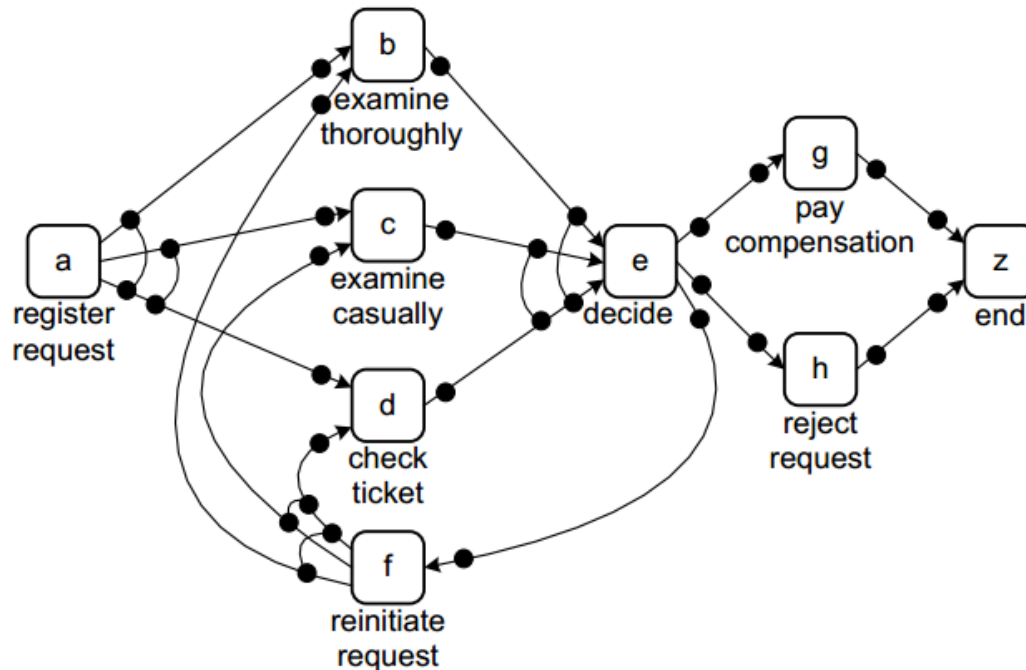 b
examine
thoroughly
g
pay
compensation
c
examine
casually
a
register
request
e
decide
z
end
d
check
ticket
h
reject
request
f
reinitiate
request